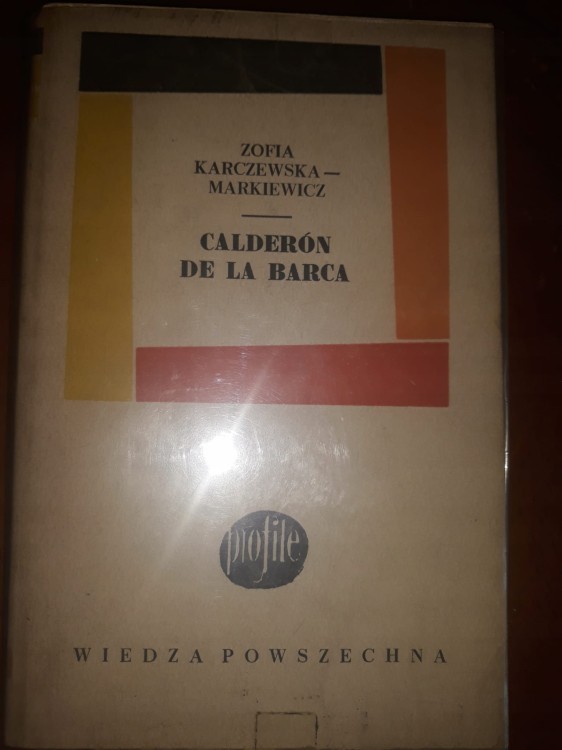 ZOFIA
KARCZEWSKA—
MARKIEWICZ
CALDERÓN
DE LA BARCA
profile
WIEDZA POWSZECHNA